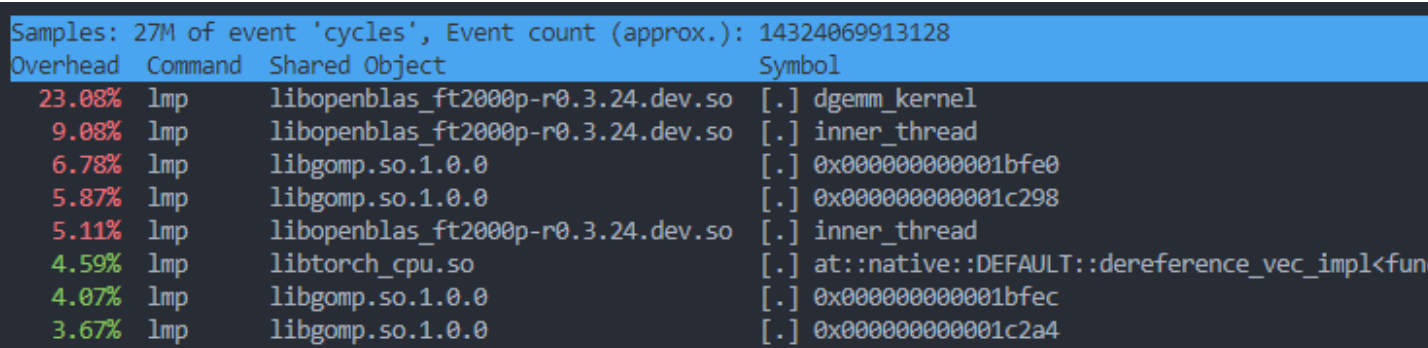 Samples: 27M of event 'cycles', Event count (approx.): 14324069913128
Overhead Command Shared Object Symbol
23.08% lmp libopenblas_ft2000p-r0.3.24.dev.so [.] dgemm_kernel
9.08% lmp libopenblas_ft2000p-r0.3.24.dev.so [.] inner_thread
6.78% lmp libgomp.so.1.0.0 [.] 0x000000000001bfe0
5.87% lmp libgomp.so.1.0.0 [.] 0x000000000001c298
5.11% lmp libopenblas_ft2000p-r0.3.24.dev.so [.] inner_thread
4.59% lmp libtorch_cpu.so [.] at::native::DEFAULT::dereference_vec_impl<fun
4.07% lmp libgomp.so.1.0.0 [.] 0x000000000001bfec
3.67% lmp libgomp.so.1.0.0 [.] 0x000000000001c2a4